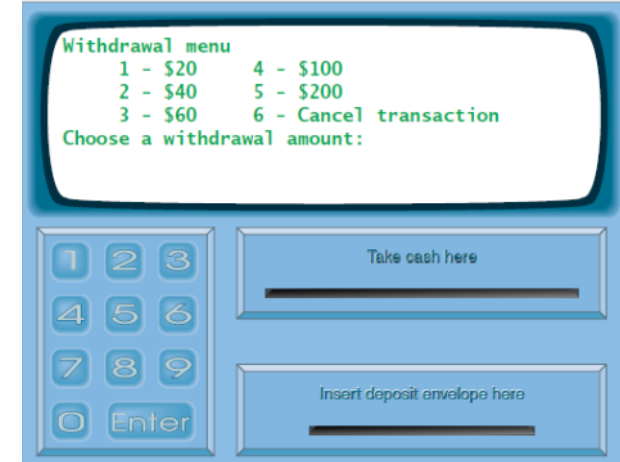 Withdrawal menu
1 - $20 4 - $100
2 - $40 5 - $200
3 - $60 6 - Cancel transaction
Choose a withdrawal amount:
1 2 3
Take cash here
4 5 6
7 8 9
Insert deposit envelope here
0 Enter